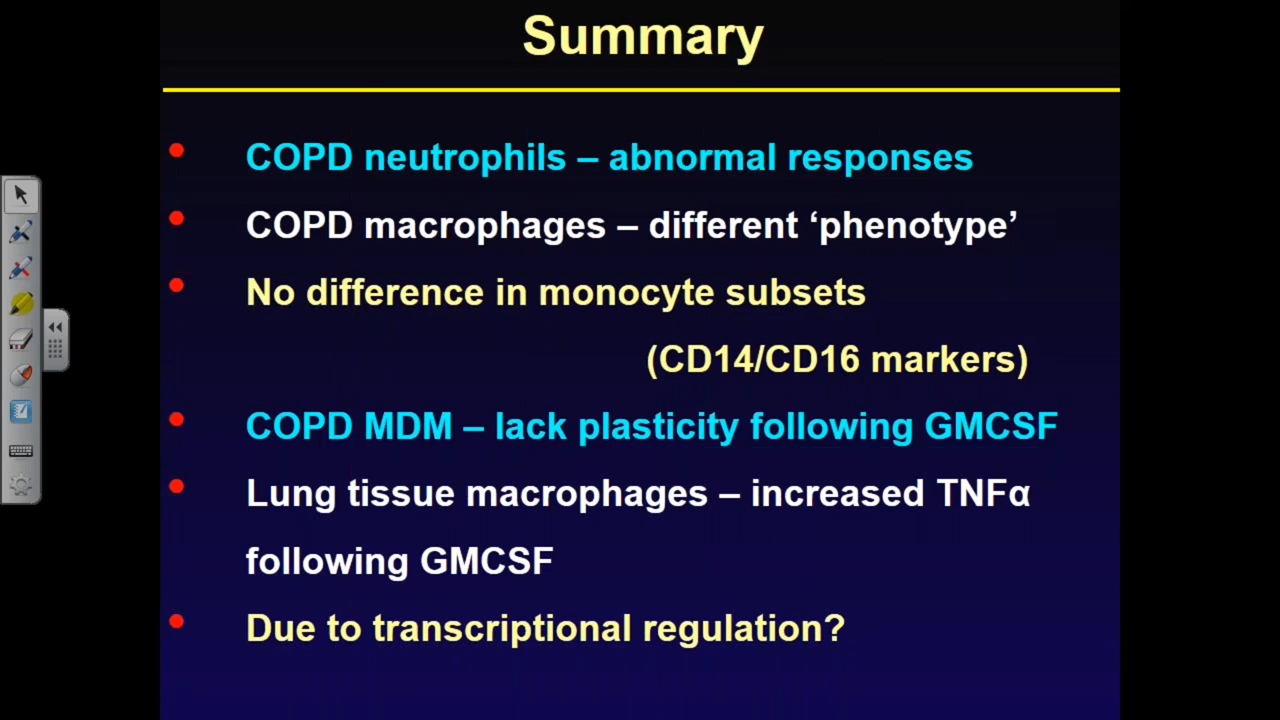 Summary
• COPD neutrophils – abnormal responses
• COPD macrophages – different ‘phenotype’
• No difference in monocyte subsets
(CD14/CD16 markers)
• COPD MDM – lack plasticity following GMCSF
• Lung tissue macrophages – increased TNFα
following GMCSF
• Due to transcriptional regulation?